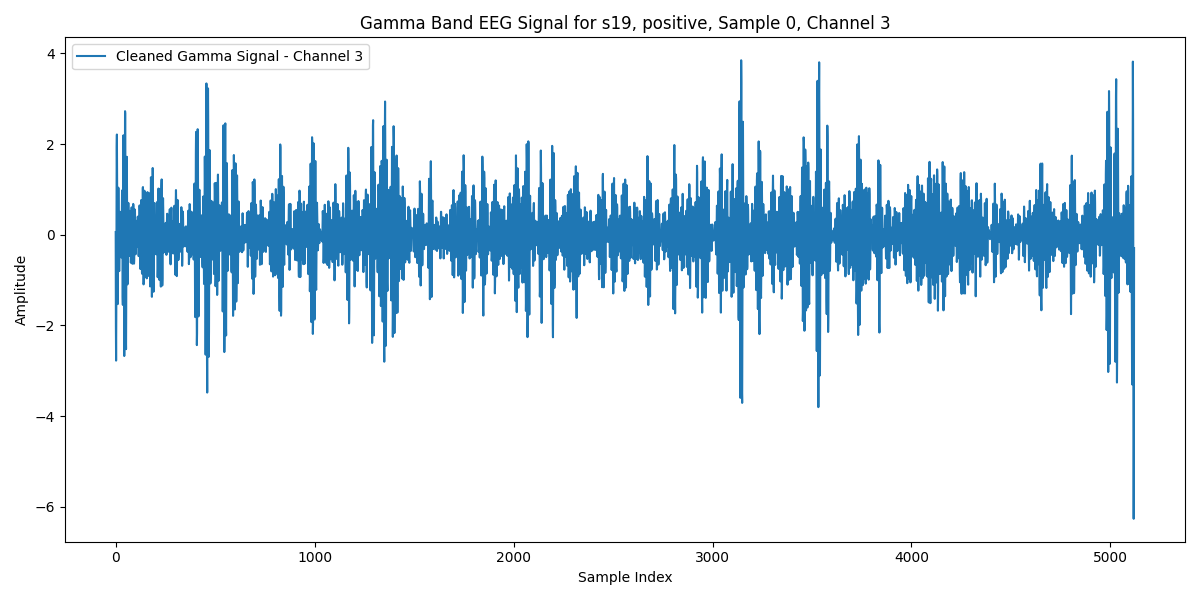 Gamma Band EEG Signal for s19, positive, Sample 0, Channel 3
Cleaned Gamma Signal - Channel 3
4
2
0
−2
−4
−6
Amplitude
0 1000 2000 3000 4000 5000
Sample Index